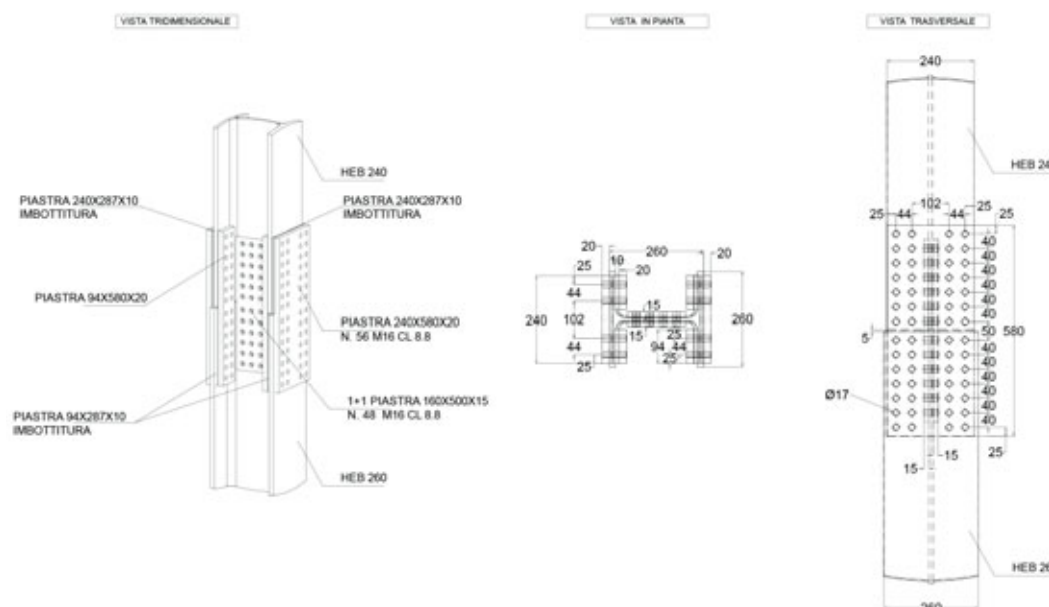 VISTA TRIDIMENSIONALE
VISTA IN PIANTA
VISTA TRASVERSALE
HEB 240
PIASTRA 240X287X10
IMBOTTITURA
PIASTRA 240X287X10
IMBOTTITURA
PIASTRA 94X580X20
PIASTRA 240X580X20
N. 56 M16 CL 8.8
PIASTRA 94X287X10
IMBOTTITURA
1+1 PIASTRA 160X500X15
N. 48 M16 CL 8.8
HEB 260
20
260
20
25
10
20
44
15
240
102
260
15
25
44
94
44
25
25
240
HEB 24
102
25
44
44
25
25
40
40
40
40
40
40
5
50
580
40
40
40
40
40
40
Ø17
25
15
15
HEB 26
260